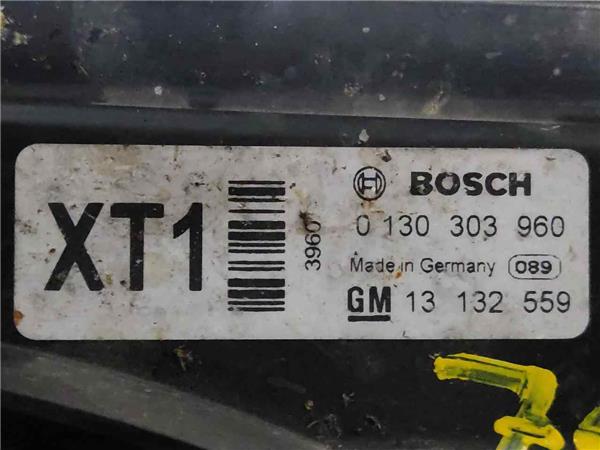 XT1
3960
BOSCH
0 130 303 960
Made in Germany 089
GM 13 132 559